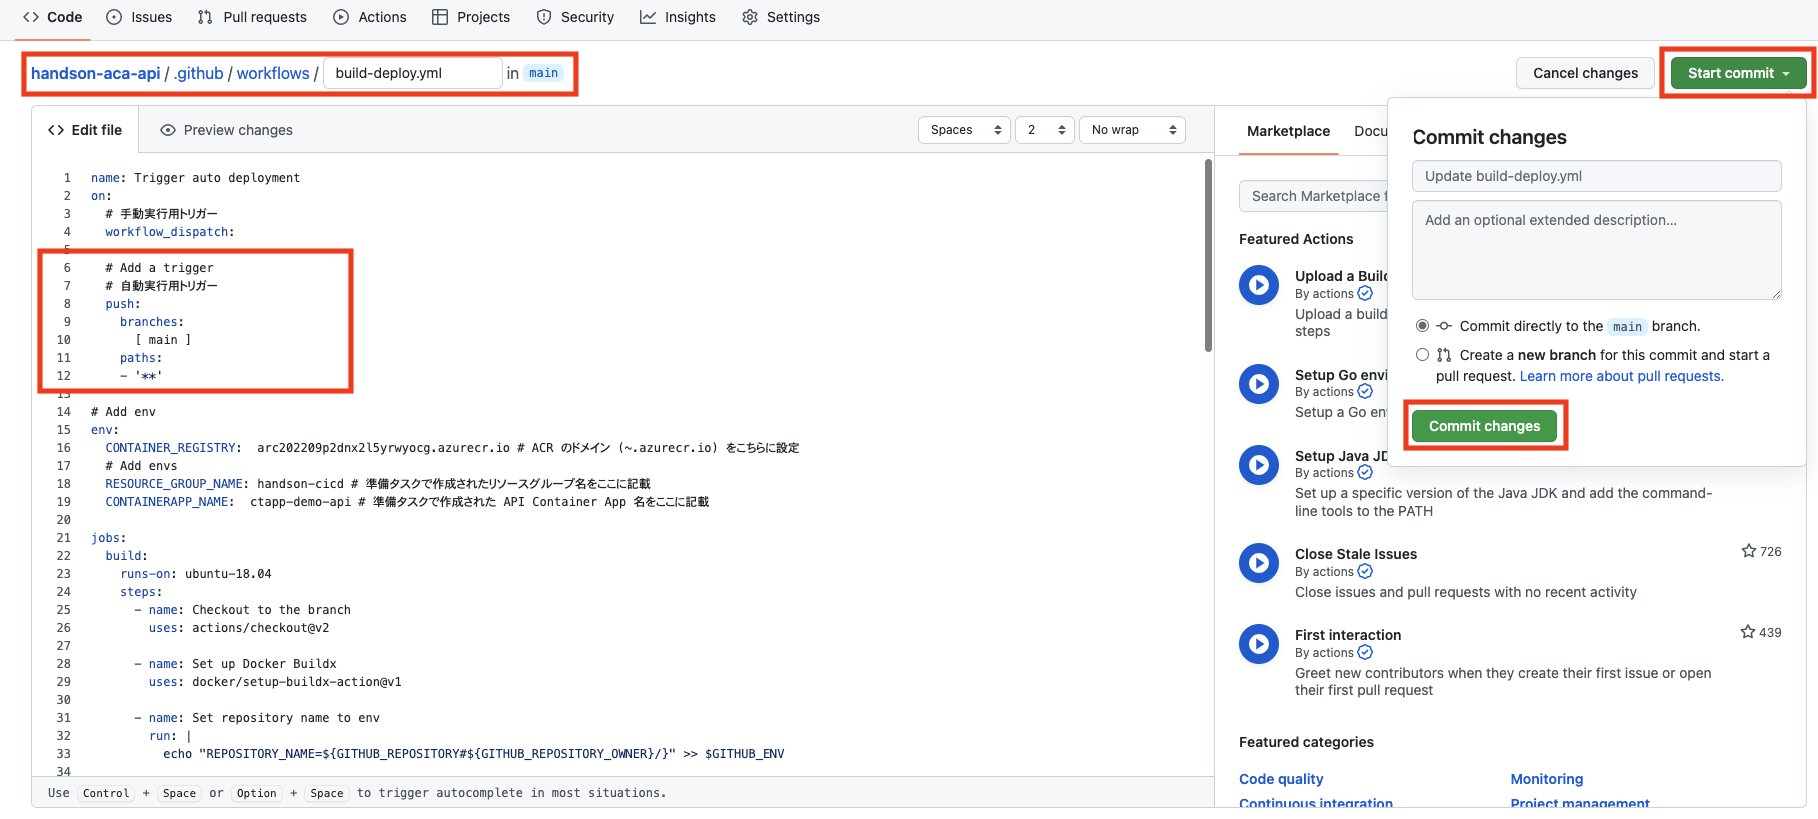 Code Issues Pull requests Actions Projects Security Insights Settings
handson-aca-api / .github / workflows / build-deploy.yml in main
Cancel changes Start commit
Edit file Preview changes Spaces 2 No wrap
1 name: Trigger auto deployment
2 on:
3 # 手動実行用トリガー
4 workflow_dispatch:
5
6 # Add a trigger
7 # 自動実行用トリガー
8 push:
9 branches:
10 [ main ]
11 paths:
12 - '**'
13
14 # Add env
15 env:
16 CONTAINER_REGISTRY: arc202209p2dnx2l5yrwyocg.azurecr.io # ACR のドメイン (~.azurecr.io) をこちらに設定
17 # Add envs
18 RESOURCE_GROUP_NAME: handson-cicd # 準備タスクで作成されたリソースグループ名をここに記載
19 CONTAINERAPP_NAME: ctapp-demo-api # 準備タスクで作成された API Container App 名をここに記載
20
21 jobs:
22 build:
23 runs-on: ubuntu-18.04
24 steps:
25 - name: Checkout to the branch
26 uses: actions/checkout@v2
27
28 - name: Set up Docker Buildx
29 uses: docker/setup-buildx-action@v1
30
31 - name: Set repository name to env
32 run: |
33 echo "REPOSITORY_NAME=${GITHUB_REPOSITORY#${GITHUB_REPOSITORY_OWNER}/}" >> $GITHUB_ENV
34
Use Control + Space or Option + Space to trigger autocomplete in most situations.
Marketplace Docu
Search Marketplace f
Featured Actions
Upload a Build
By actions
Upload a build
steps
Setup Go envi
By actions
Setup a Go en
Setup Java JD
By actions
Set up a specific version of the Java JDK and add the command-
line tools to the PATH
Close Stale Issues 726
By actions
Close issues and pull requests with no recent activity
First interaction 439
By actions
Greet new contributors when they create their first issue or open
their first pull request
Featured categories
Code quality Monitoring
Continuous integration Project management
Commit changes
Update build-deploy.yml
Add an optional extended description...
Commit directly to the main branch.
Create a new branch for this commit and start a
pull request. Learn more about pull requests.
Commit changes